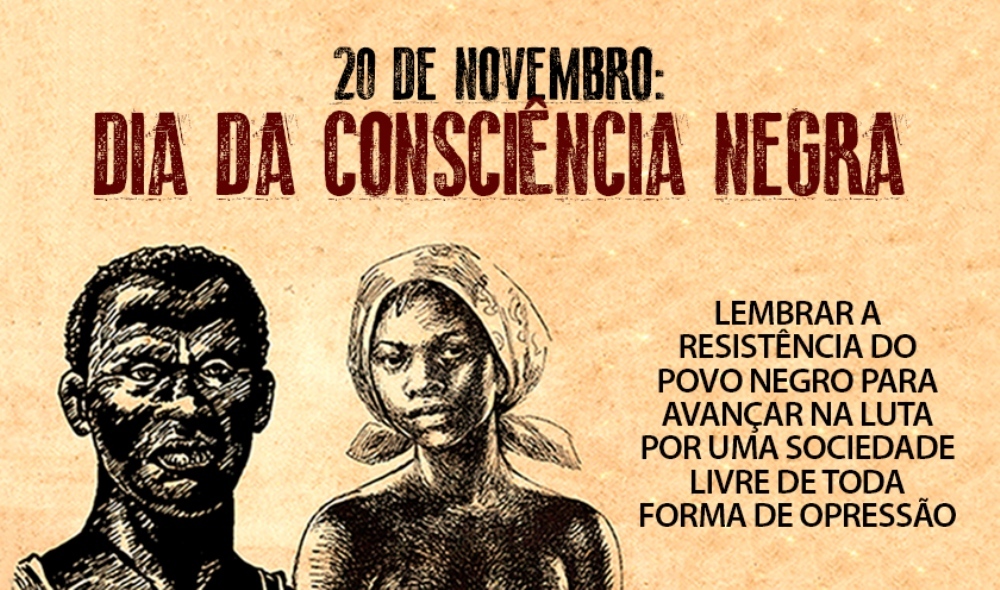 20 DE NOVEMBRO:
DIA DA CONSCIÊNCIA NEGRA
LEMBRAR A
RESISTÊNCIA DO
POVO NEGRO PARA
AVANÇAR NA LUTA
POR UMA SOCIEDADE
LIVRE DE TODA
FORMA DE OPRESSÃO